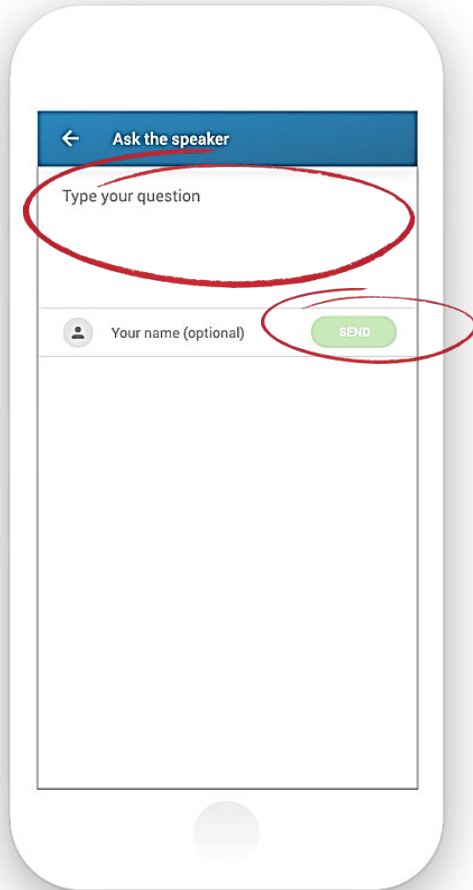 Ask the speaker
Type your question
Your name (optional)
SEND